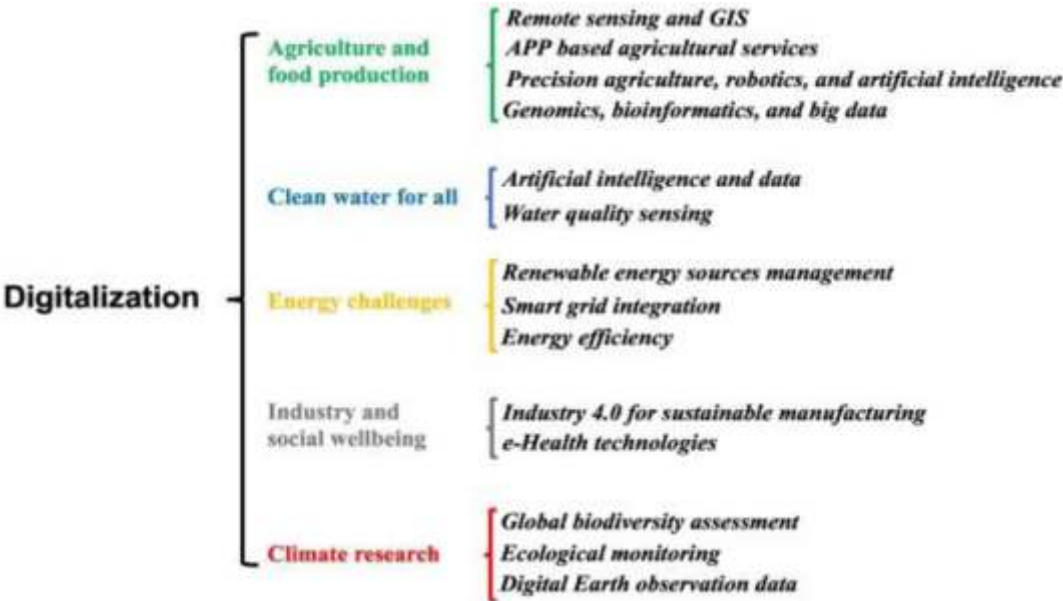 Digitalization
Agriculture and
food production
Remote sensing and GIS
APP based agricultural services
Precision agriculture, robotics, and artificial intelligence
Genomics, bioinformatics, and big data
Clean water for all
Artificial intelligence and data
Water quality sensing
Energy challenges
Renewable energy sources management
Smart grid integration
Energy efficiency
Industry and
social wellbeing
Industry 4.0 for sustainable manufacturing
e-Health technologies
Climate research
Global biodiversity assessment
Ecological monitoring
Digital Earth observation data